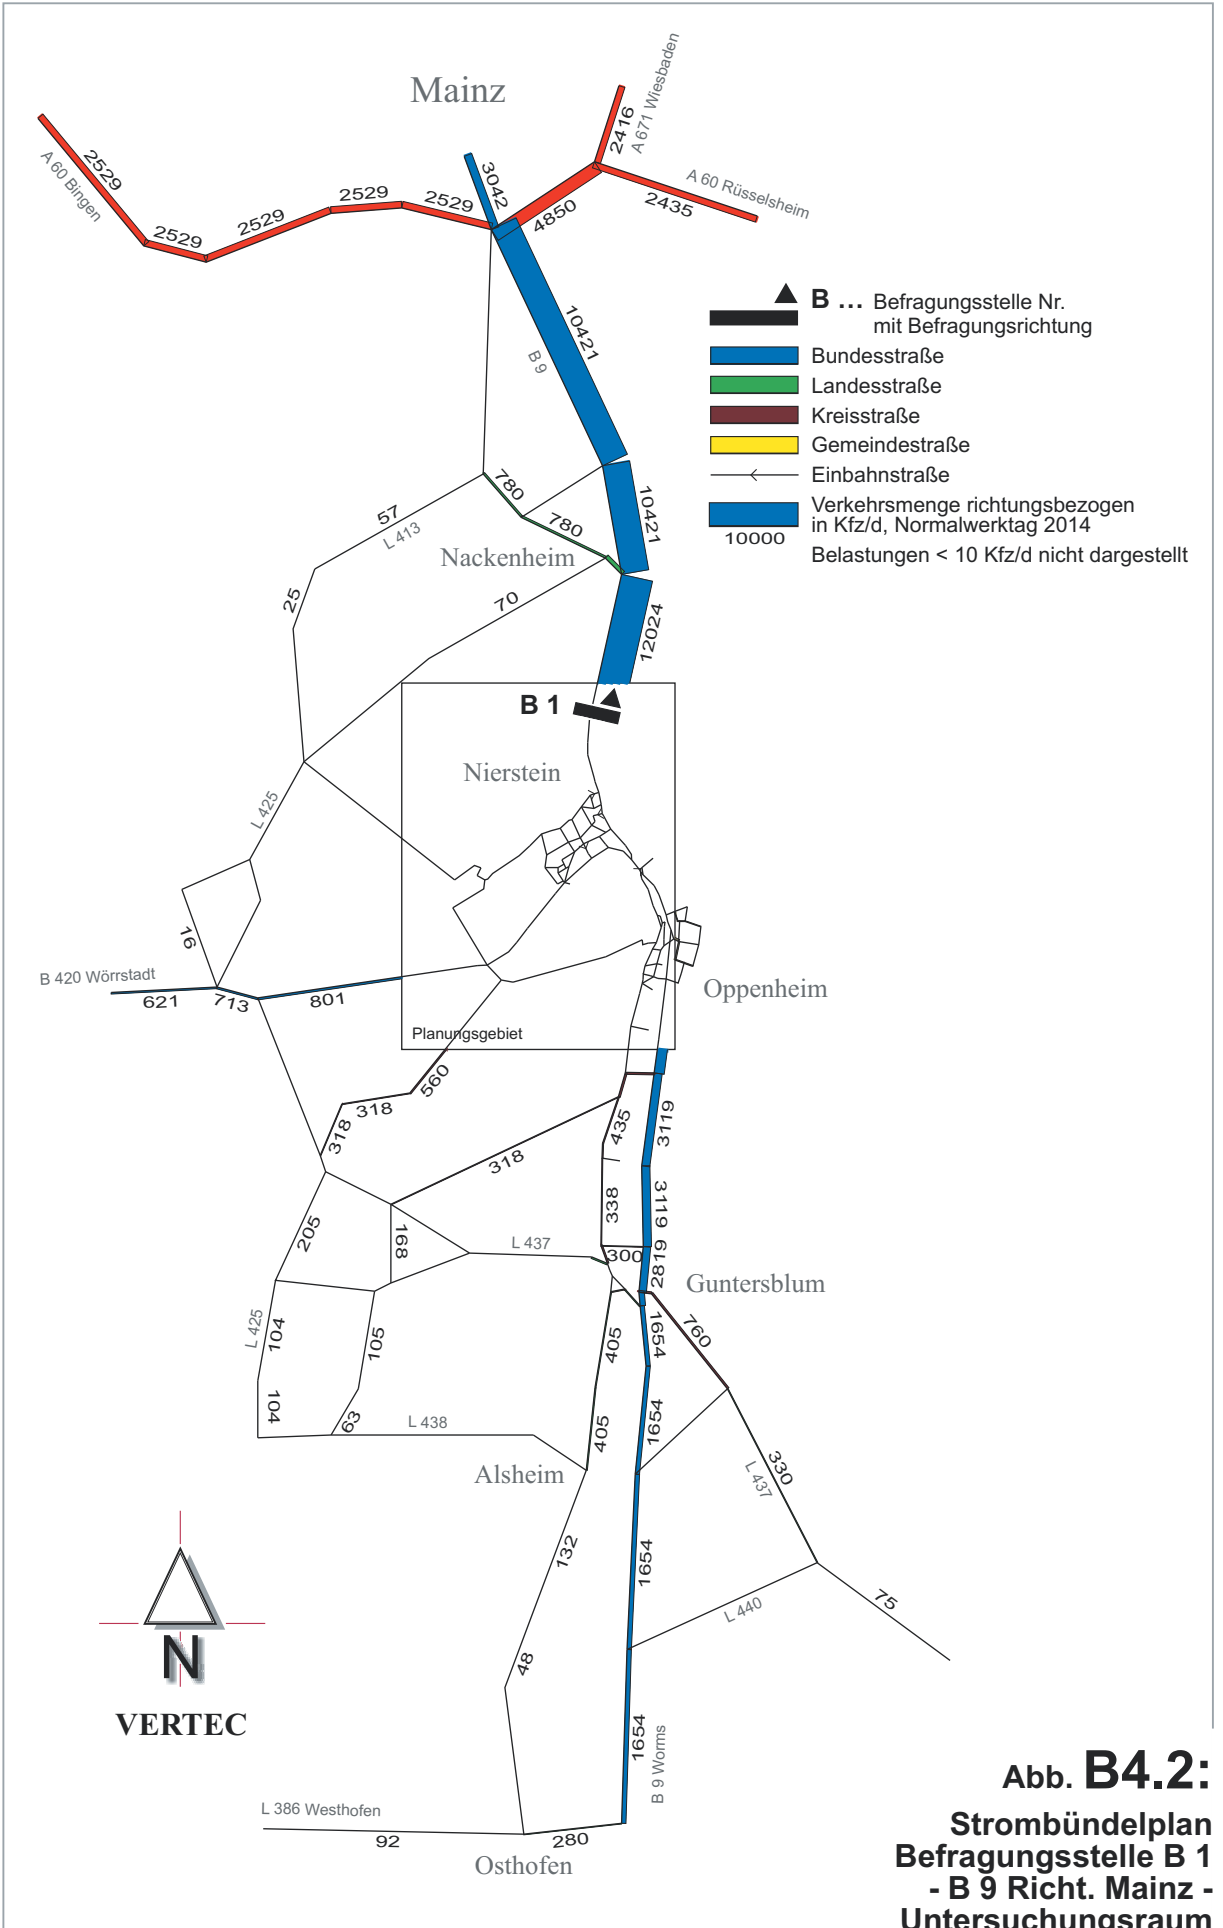 Mainz
A 671 Wiesbaden
2416
A 60 Bingen
2529
2529
2529
2529
2529
3042
4850
A 60 Rüsselsheim
2435
10421
B 9
B ... Befragungsstelle Nr.
mit Befragungsrichtung
Bundesstraße
Landesstraße
Kreisstraße
Gemeindestraße
Einbahnstraße
Verkehrsmenge richtungsbezogen
in Kfz/d, Normalwerktag 2014
10000
Belastungen < 10 Kfz/d nicht dargestellt
780
780
10421
57
L 413
Nackenheim
25
70
12024
B 1
Nierstein
L 425
16
B 420 Wörrstadt
621
713
801
Oppenheim
Planungsgebiet
560
318
318
318
435
3119
338
3119
205
168
L 437
300
2819
Guntersblum
L 425
104
105
405
1654
760
104
63
L 438
405
1654
Alsheim
330
L 437
132
1654
L 440
75
48
N
VERTEC
1654
B 9 Worms
L 386 Westhofen
92
280
Osthofen
Abb. B4.2:
Strombündelplan
Befragungsstelle B 1
- B 9 Richt. Mainz -
Untersuchungsraum